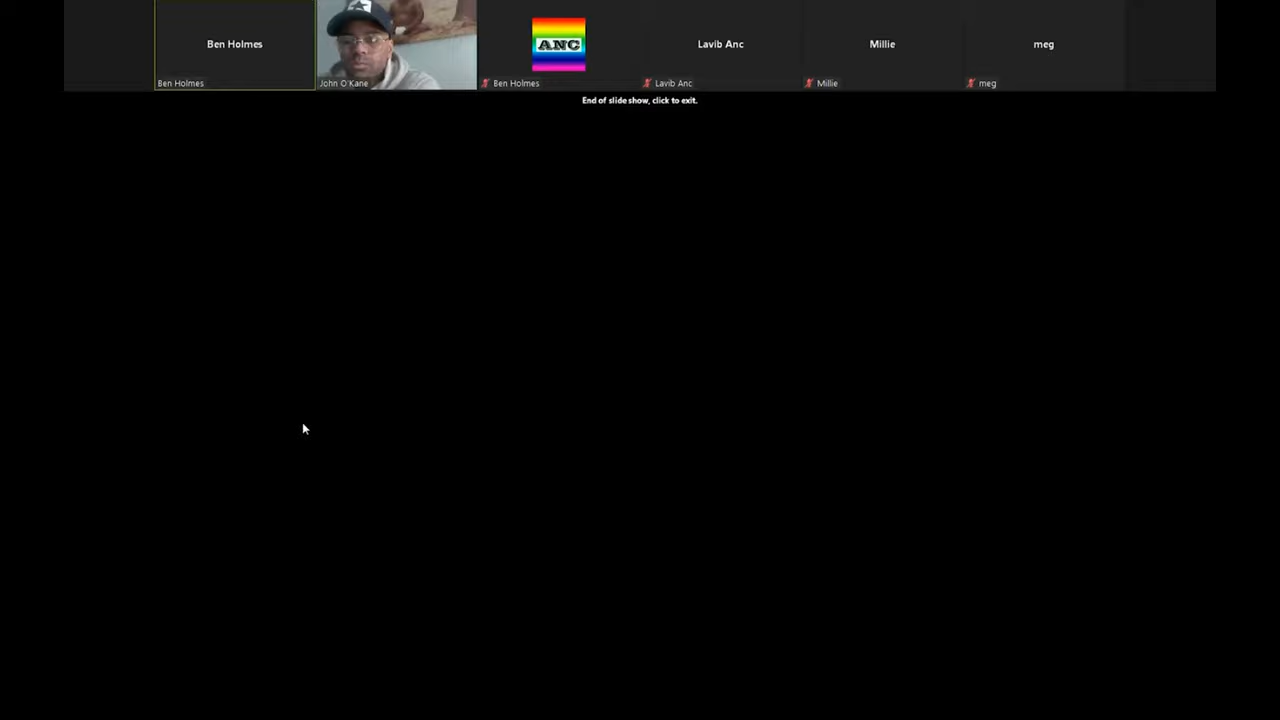 Ben Holmes
Ben Holmes
John O'Kane
ANC
Ben Holmes
Lavib Anc
Lavib Anc
Millie
Millie
meg
meg
End of slide show, click to exit.